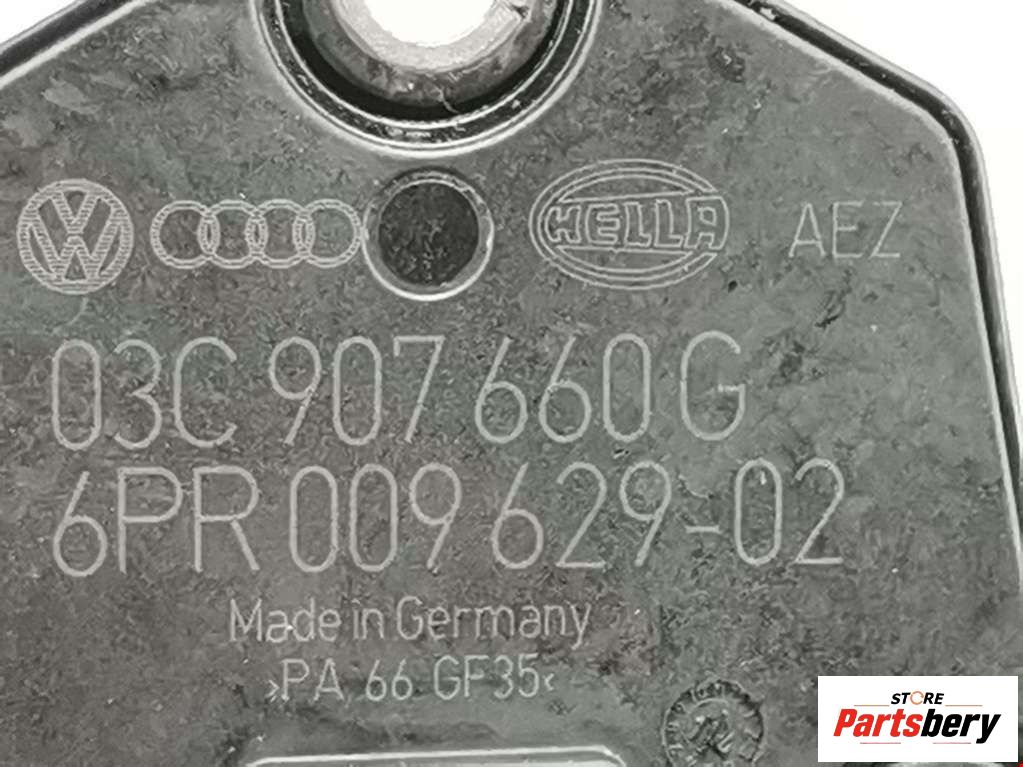 HELLA AEZ
03C 907 660 G
6PR 009 629-02
Made in Germany
>PA 66 GF35<
STORE
Partsbery